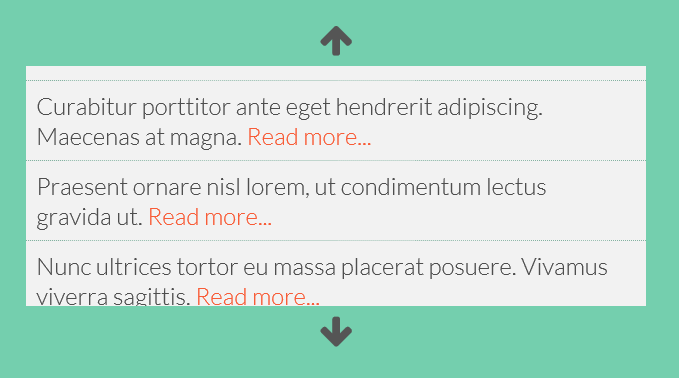 Curabitur porttitor ante eget hendrerit adipiscing.
Maecenas at magna. Read more...
Praesent ornare nisl lorem, ut condimentum lectus
gravida ut. Read more...
Nunc ultrices tortor eu massa placerat posuere. Vivamus
viverra sagittis. Read more...